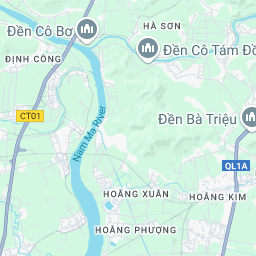 Đền Cô Bơ
HÀ SƠN
Đền Cô Tám Đồ
ĐỊNH CÔNG
Nam Ma River
CT01
Đền Bà Triệu
QL1A
HOẰNG XUÂN
HOẰNG KIM
HOẰNG PHƯỢNG